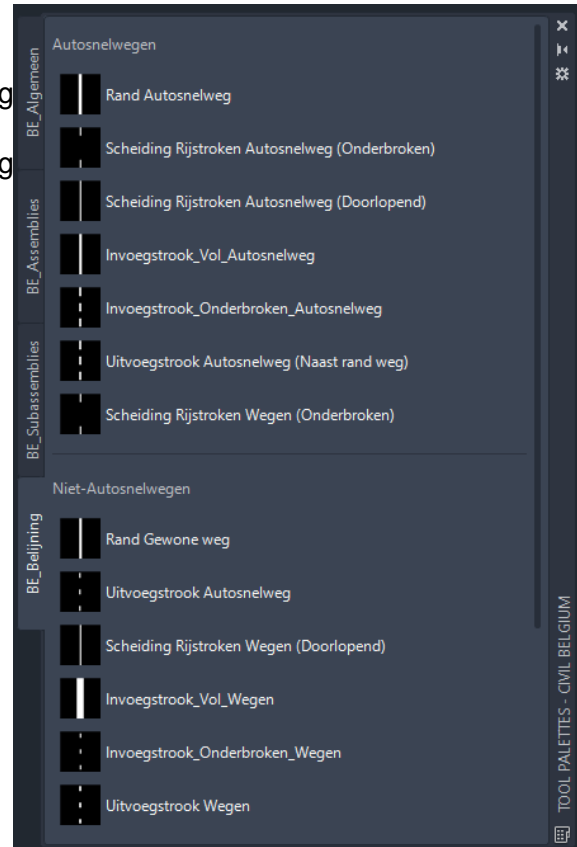 g
g
BE_Algemeen
BE_Assemblies
BE_Subassemblies
BE_Belijning
Autosnelwegen
Rand Autosnelweg
Scheiding Rijstroken Autosnelweg (Onderbroken)
Scheiding Rijstroken Autosnelweg (Doorlopend)
Invoegstrook_Vol_Autosnelweg
Invoegstrook_Onderbroken_Autosnelweg
Uitvoegstrook Autosnelweg (Naast rand weg)
Scheiding Rijstroken Wegen (Onderbroken)
Niet-Autosnelwegen
Rand Gewone weg
Uitvoegstrook Autosnelweg
Scheiding Rijstroken Wegen (Doorlopend)
Invoegstrook_Vol_Wegen
Invoegstrook_Onderbroken_Wegen
Uitvoegstrook Wegen
TOOL PALETTES - CIVIL BELGIUM